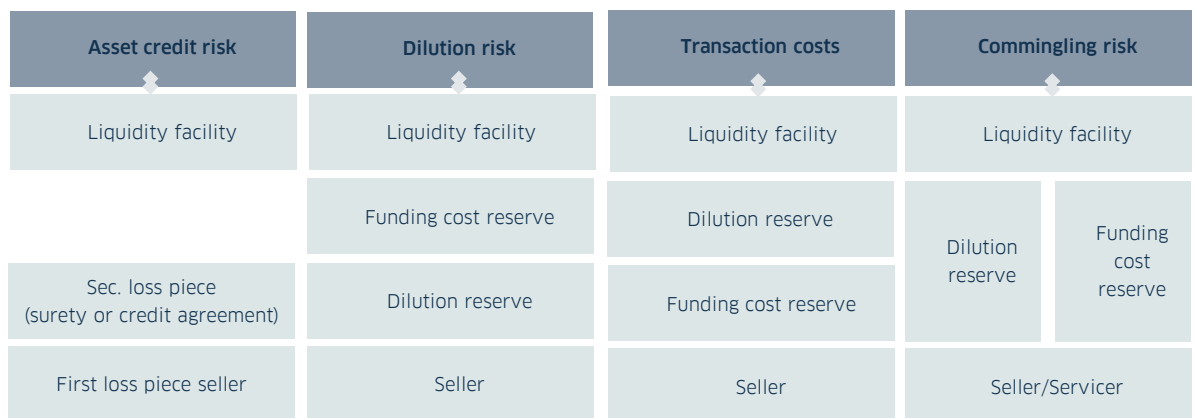 Asset credit risk
Dilution risk
Transaction costs
Commingling risk
Liquidity facility
Liquidity facility
Liquidity facility
Liquidity facility
Funding cost reserve
Dilution reserve
Dilution
reserve
Funding
cost
reserve
Sec. loss piece
(surety or credit agreement)
Dilution reserve
Funding cost reserve
First loss piece seller
Seller
Seller
Seller/Servicer